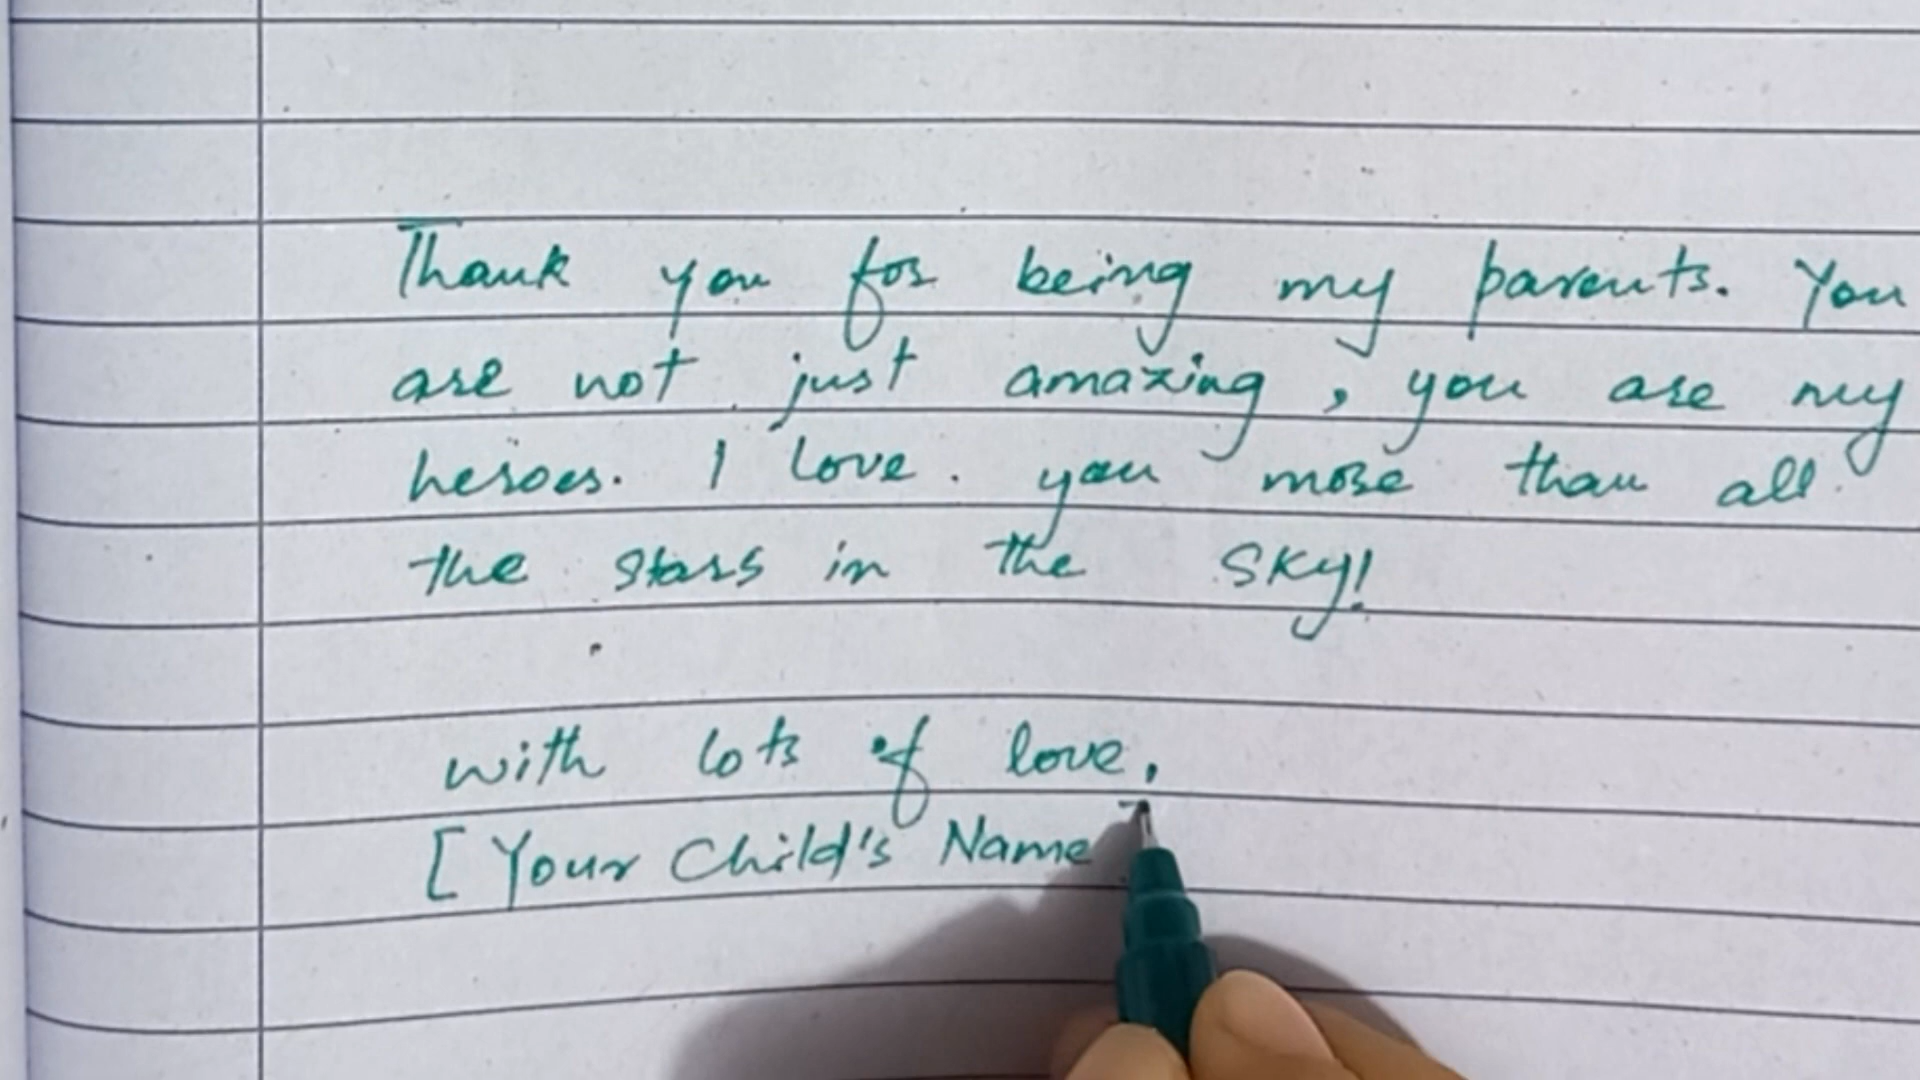 Thank you for being my parents. You
are not just amazing, you are my
heroes. I love you more than all
the stars in the sky!
with lots of love,
[Your Child's Name